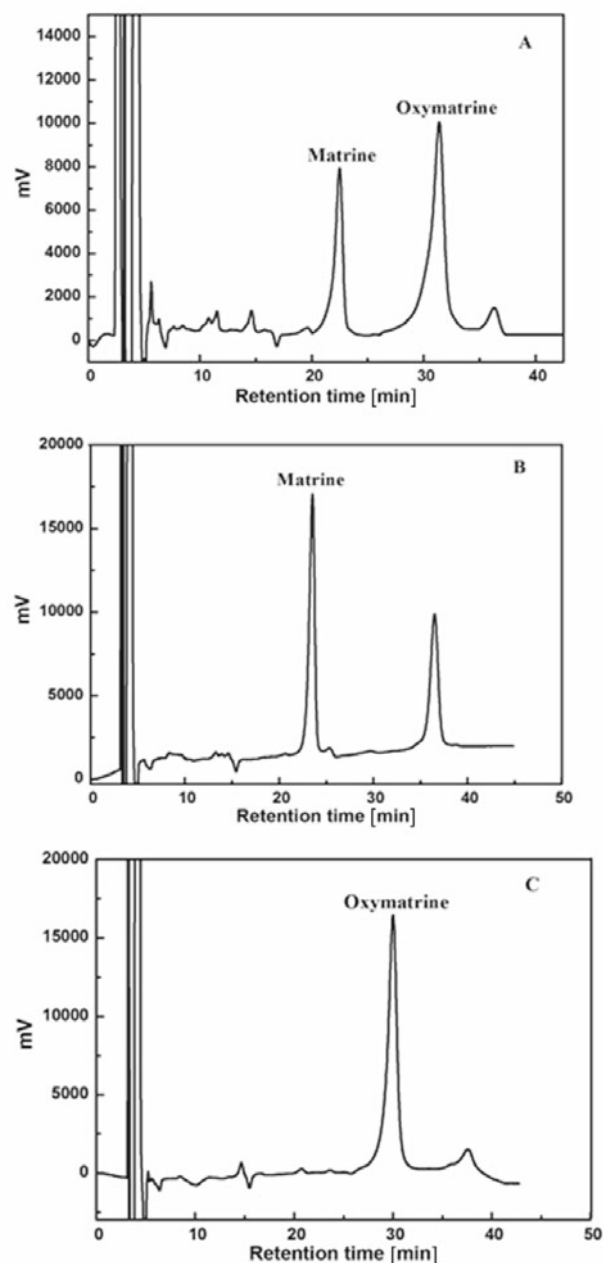 A
14000
12000
10000
8000
6000
4000
2000
0
mV
Matrine
Oxymatrine
0 10 20 30 40
Retention time [min]
B
20000
15000
10000
5000
0
mV
Matrine
0 10 20 30 40 50
Retention time [min]
C
20000
15000
10000
5000
0
mV
Oxymatrine
0 10 20 30 40 50
Retention time [min]